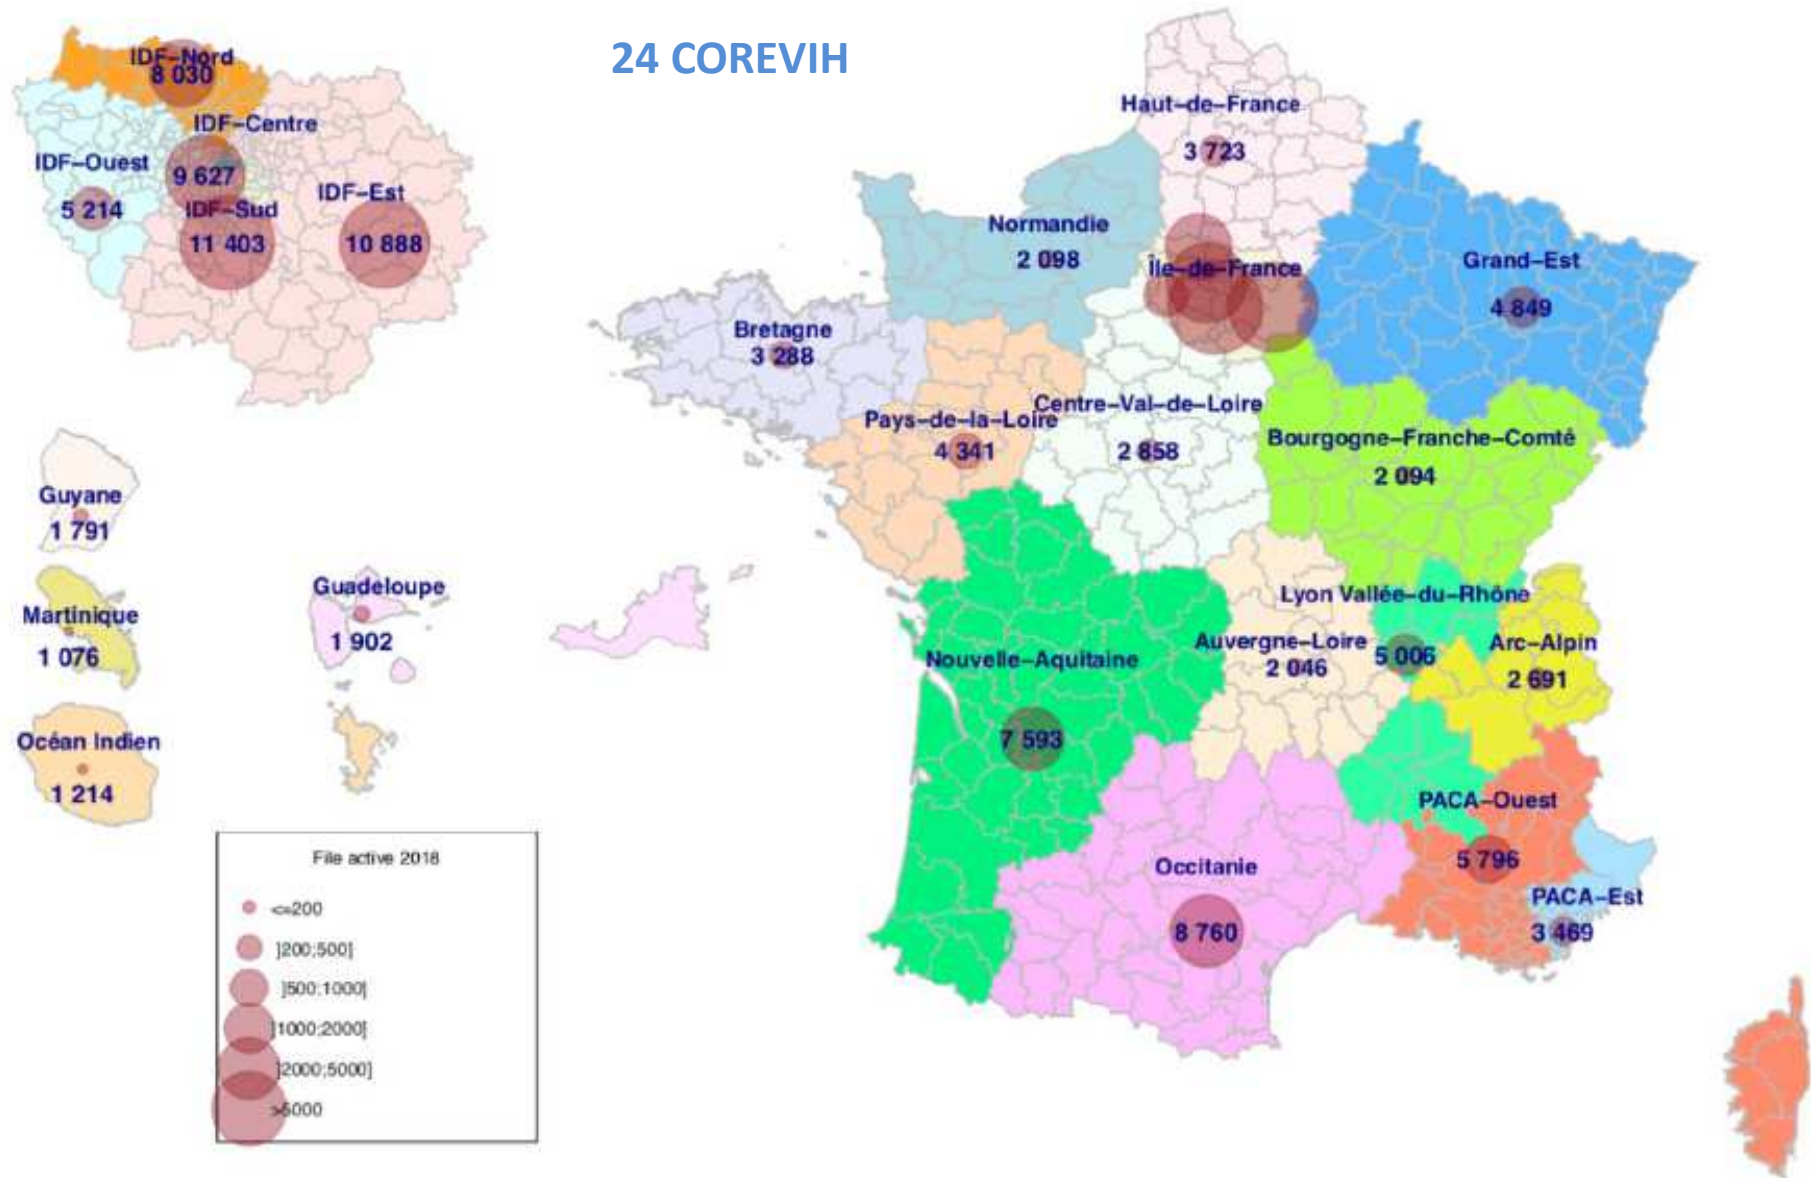 24 COREVIH
IDF–Nord
8 030
IDF–Centre
9 627
IDF–Ouest
5 214
IDF–Sud
11 403
IDF–Est
10 888
Haut–de–France
3 723
Normandie
2 098
Île–de–France
Grand–Est
4 849
Bretagne
3 288
Pays–de–la–Loire
4 341
Centre–Val–de–Loire
2 858
Bourgogne–Franche–Comté
2 094
Guyane
1 791
Martinique
1 076
Guadeloupe
1 902
Océan Indien
1 214
Lyon Vallée–du–Rhône
5 006
Auvergne–Loire
2 046
Arc–Alpin
2 691
Nouvelle–Aquitaine
7 593
PACA–Ouest
5 796
Occitanie
8 760
PACA–Est
3 469
File active 2018
<=200
]200;500]
]500;1000]
]1000;2000]
]2000;5000]
>5000